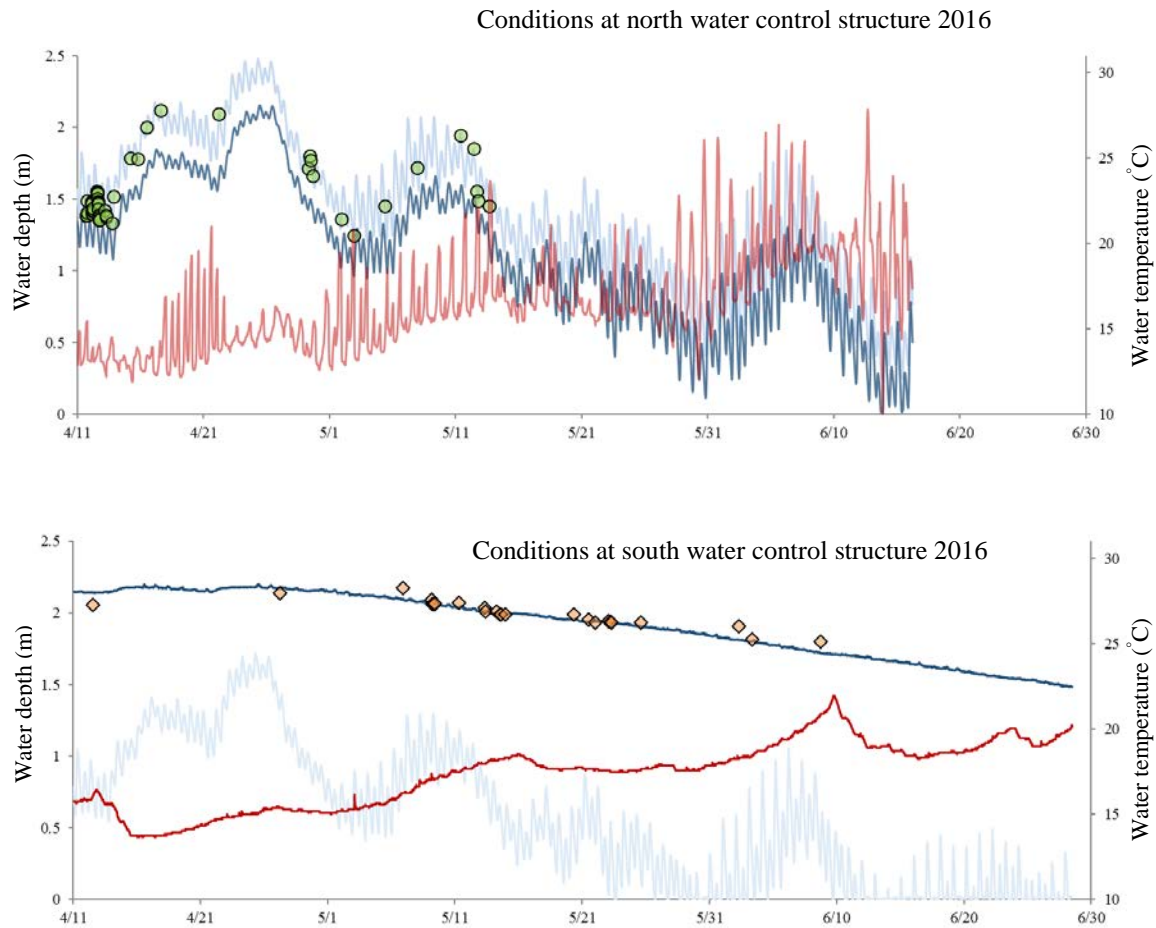 Conditions at north water control structure 2016
2.5
2
1.5
1
0.5
0
Water depth (m)
30
25
20
15
10
Water temperature (°C)
4/11 4/21 5/1 5/11 5/21 5/31 6/10 6/20 6/30
Conditions at south water control structure 2016
2.5
2
1.5
1
0.5
0
Water depth (m)
30
25
20
15
10
Water temperature (°C)
4/11 4/21 5/1 5/11 5/21 5/31 6/10 6/20 6/30